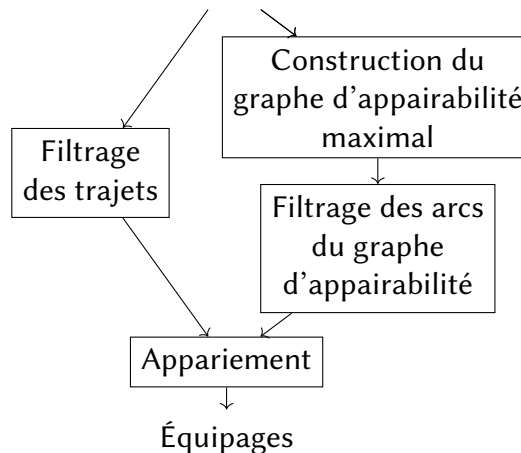 Construction du
graphe d'appairabilité
maximal
Filtrage
des trajets
Filtrage des arcs
du graphe
d'appairabilité
Appariement
Équipages